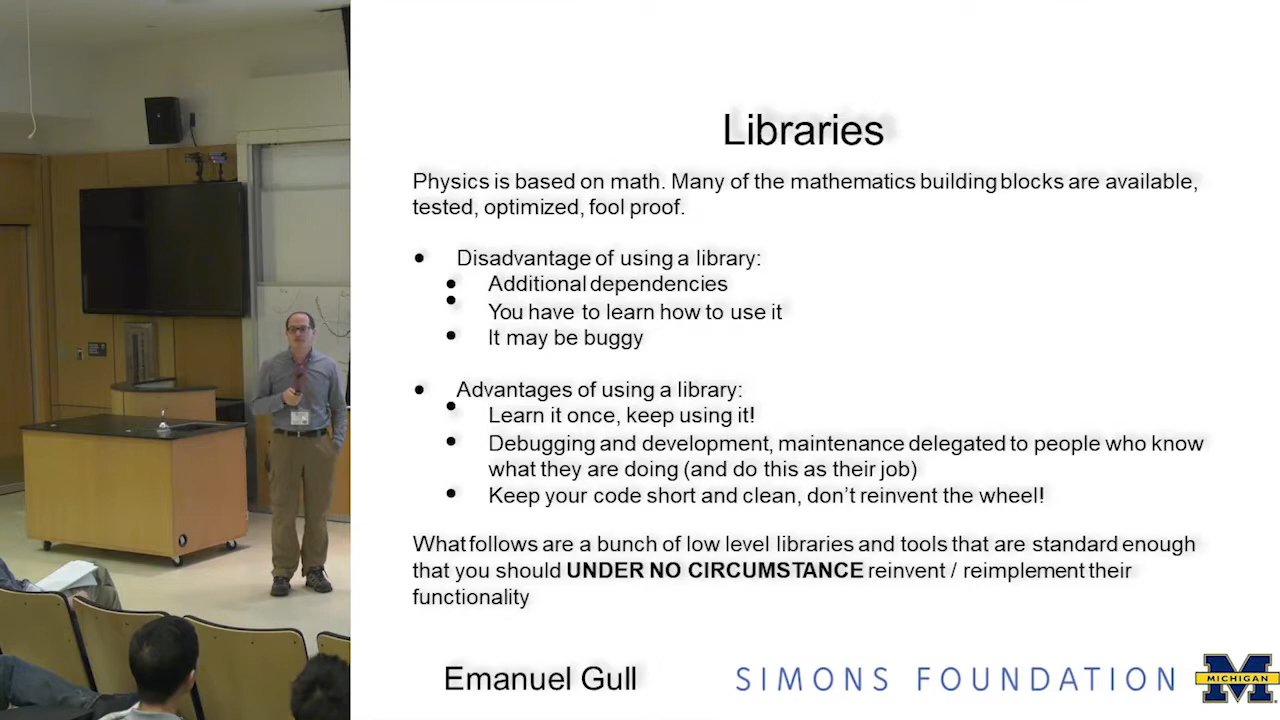 Libraries
Physics is based on math. Many of the mathematics building blocks are available,
tested, optimized, fool proof.
• Disadvantage of using a library:
• Additional dependencies
• You have to learn how to use it
• It may be buggy
• Advantages of using a library:
• Learn it once, keep using it!
• Debugging and development, maintenance delegated to people who know
what they are doing (and do this as their job)
• Keep your code short and clean, don't reinvent the wheel!
What follows are a bunch of low level libraries and tools that are standard enough
that you should UNDER NO CIRCUMSTANCE reinvent / reimplement their
functionality
Emanuel Gull
SIMONS FOUNDATION
MICHIGAN